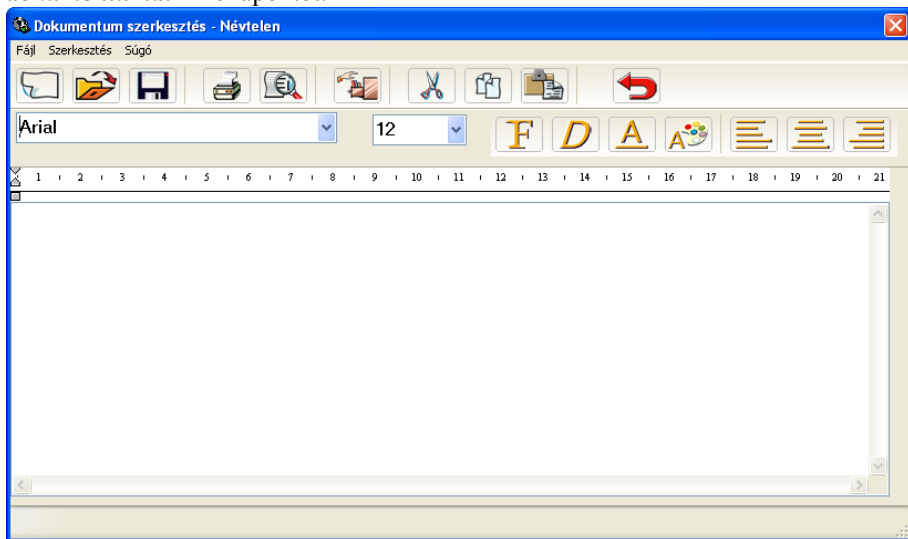 Dokumentum szerkesztés - Névtelen
Fájl Szerkesztés Súgó
Arial 12 F D A A
1 2 3 4 5 6 7 8 9 10 11 12 13 14 15 16 17 18 19 20 21